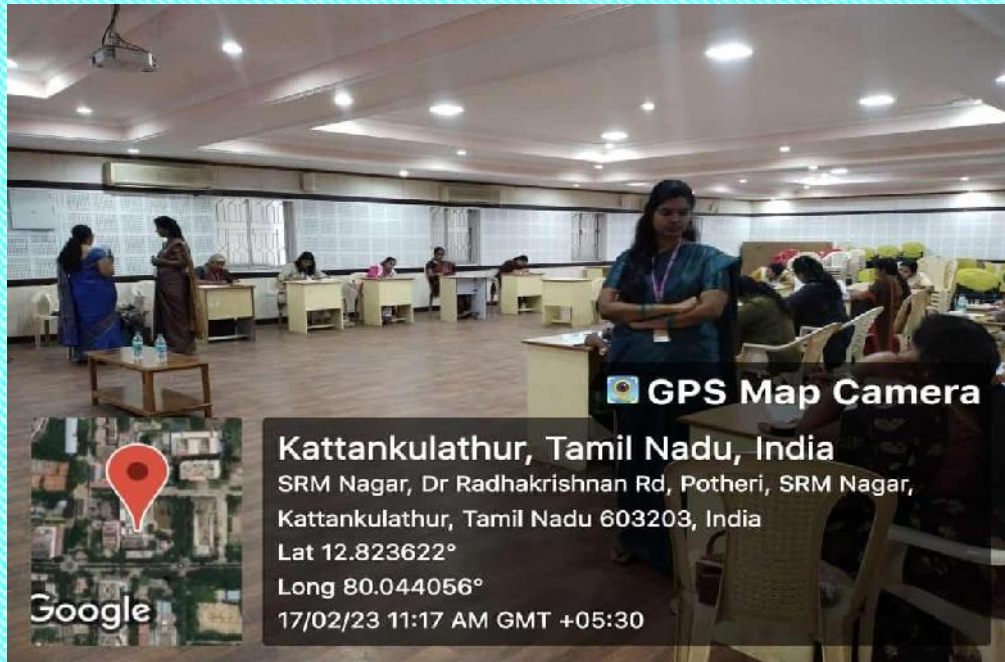 GPS Map Camera
Kattankulathur, Tamil Nadu, India
SRM Nagar, Dr Radhakrishnan Rd, Potheri, SRM Nagar,
Kattankulathur, Tamil Nadu 603203, India
Lat 12.823622°
Long 80.044056°
17/02/23 11:17 AM GMT +05:30
Google